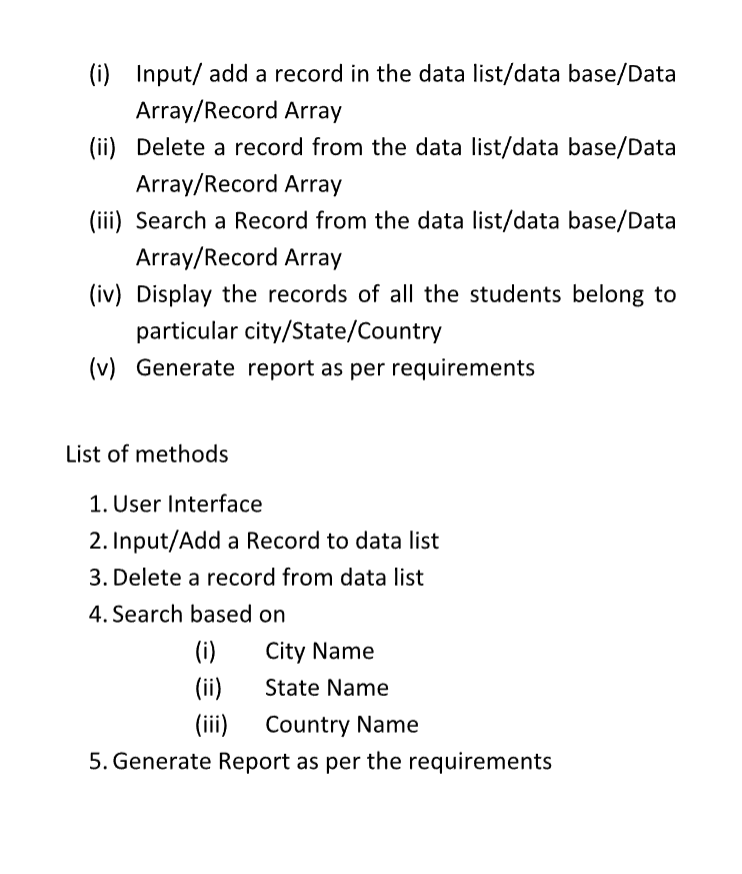 (i) Input/ add a record in the data list/data base/Data
Array/Record Array
(ii) Delete a record from the data list/data base/Data
Array/Record Array
(iii) Search a Record from the data list/data base/Data
Array/Record Array
(iv) Display the records of all the students belong to
particular city/State/Country
(v) Generate report as per requirements
List of methods
1. User Interface
2. Input/Add a Record to data list
3. Delete a record from data list
4. Search based on
(i) City Name
(ii) State Name
(iii) Country Name
5. Generate Report as per the requirements